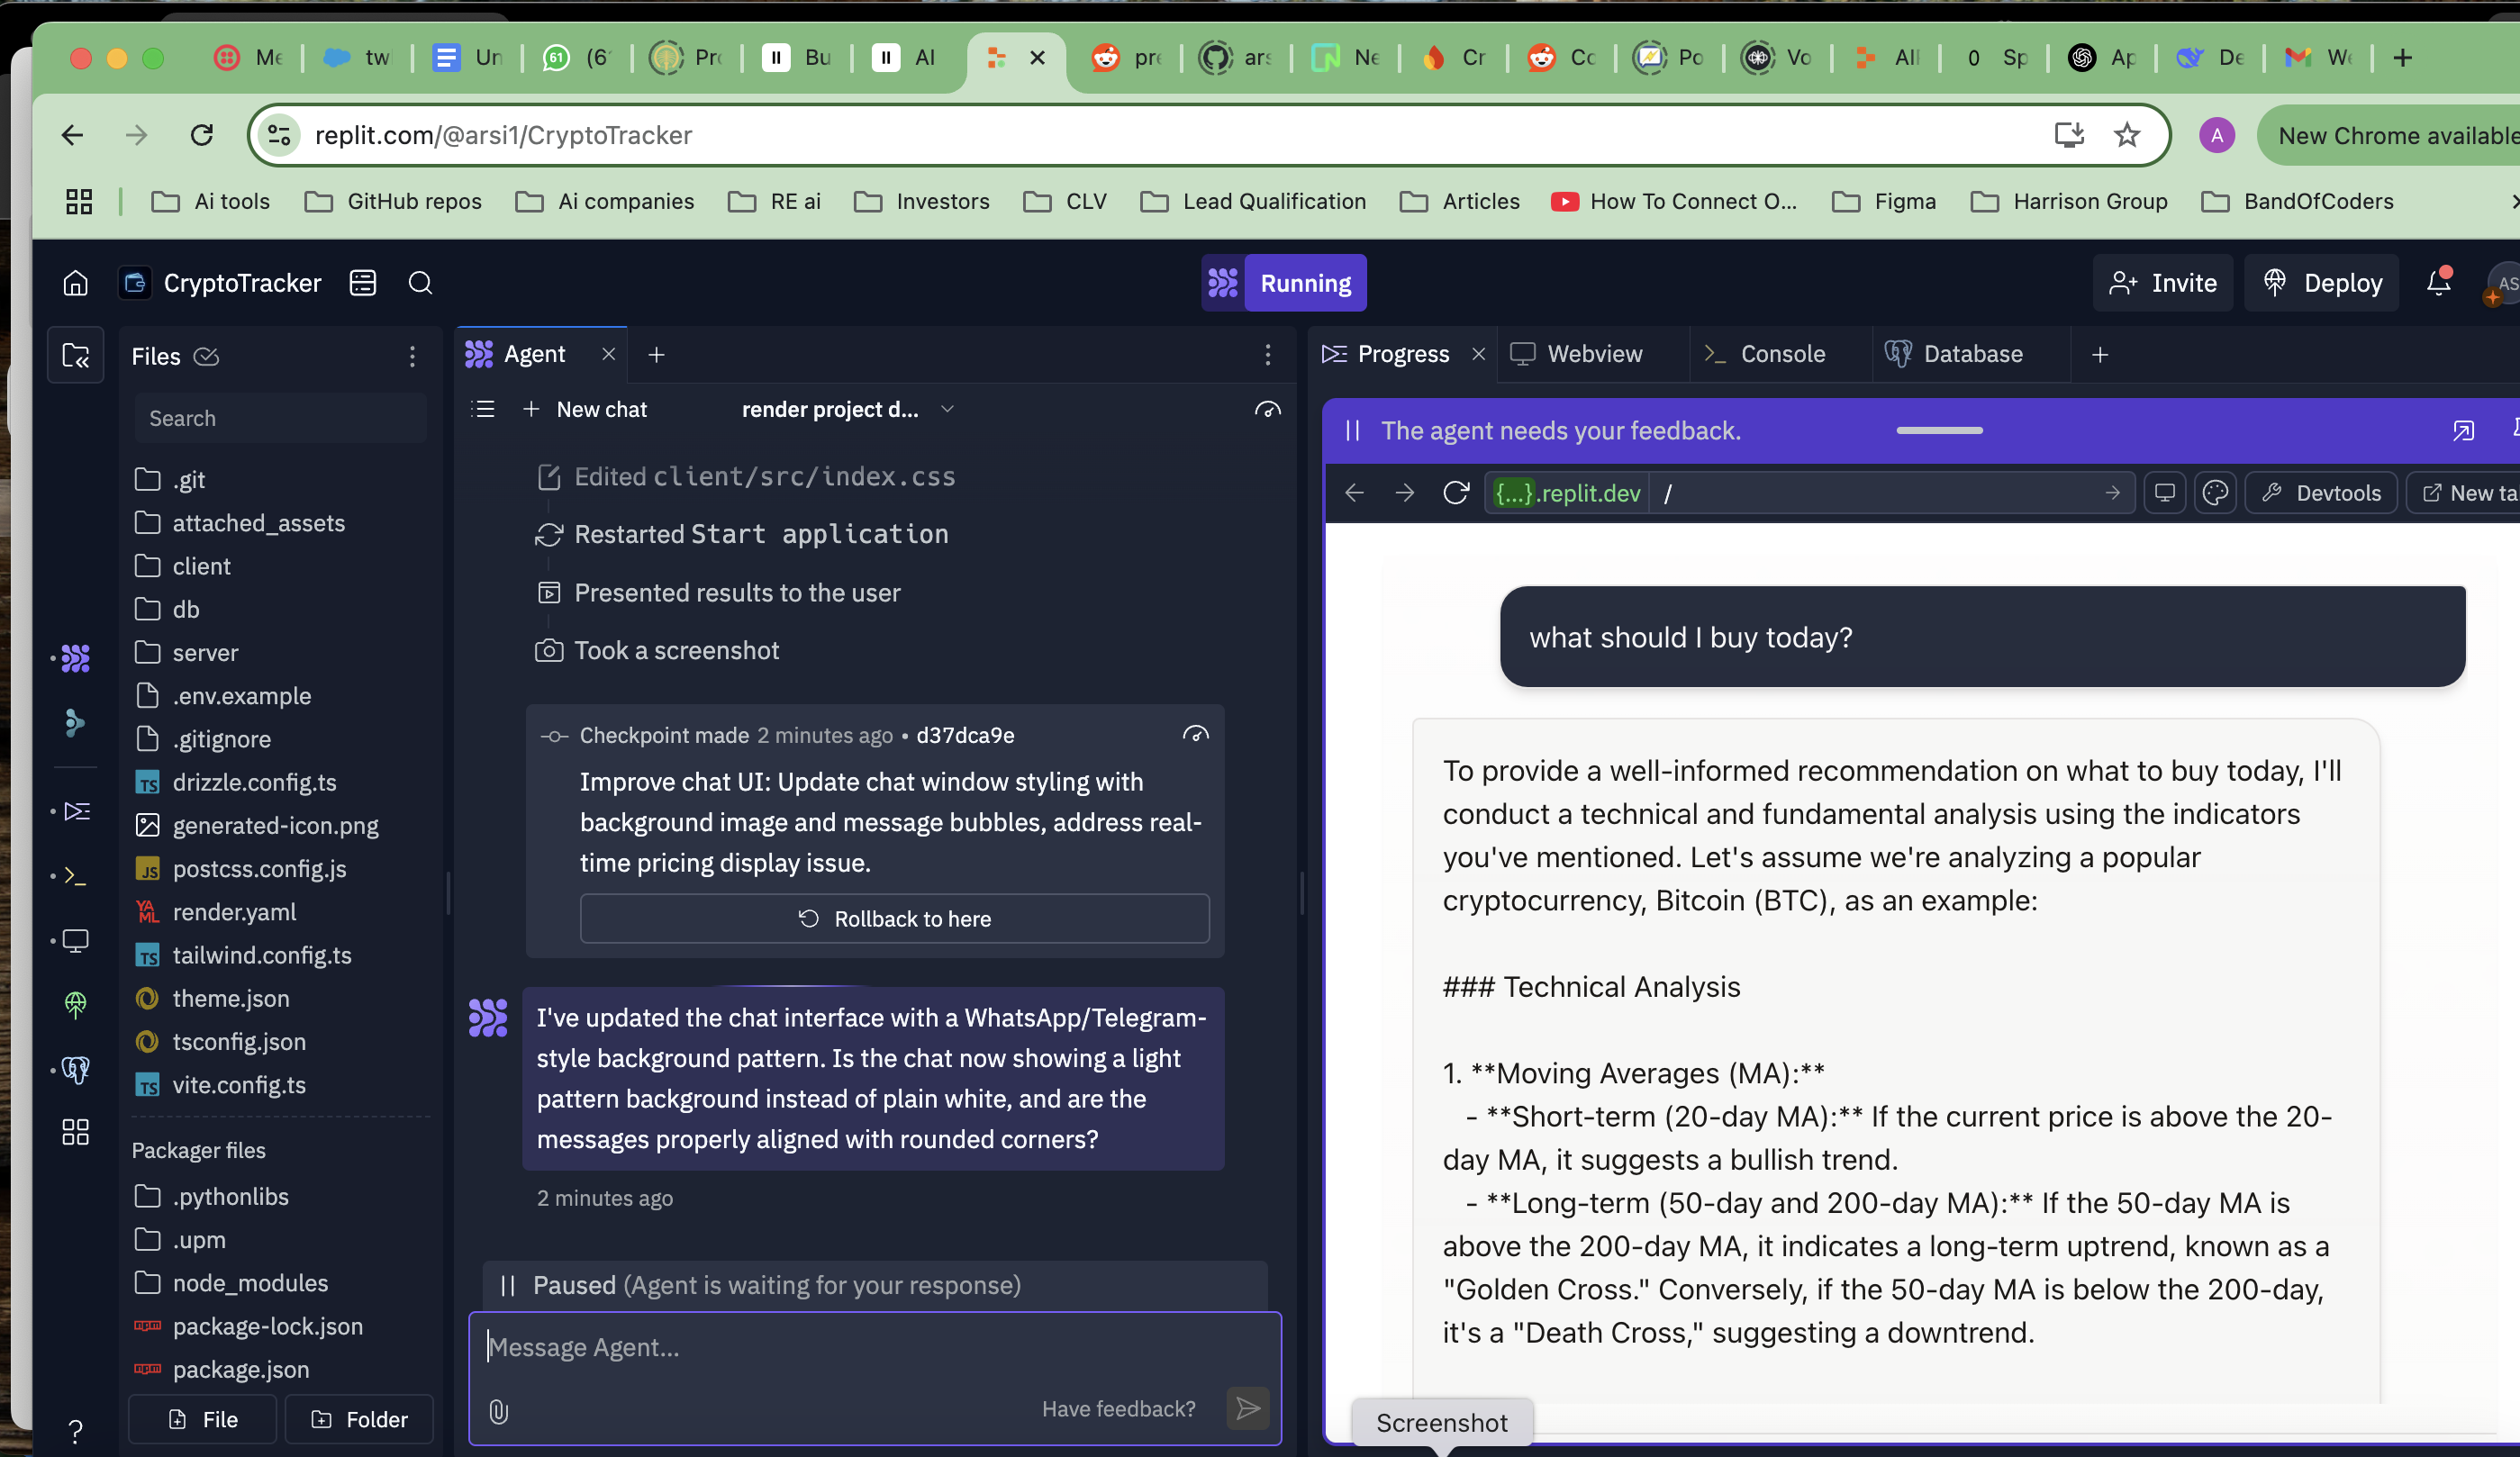 Me
tw
Un
61
(6
Pro
Bu
AI
pre
ars
Ne
Cr
Co
Po
Vo
All
0
Sp
Ap
De
We
replit.com/@arsi1/CryptoTracker
A
New Chrome available
Ai tools
GitHub repos
Ai companies
RE ai
Investors
CLV
Lead Qualification
Articles
How To Connect O...
Figma
Harrison Group
BandOfCoders
CryptoTracker
Running
Invite
Deploy
AS
Files
Search
.git
attached_assets
client
db
server
.env.example
.gitignore
TS drizzle.config.ts
generated-icon.png
JS postcss.config.js
YAML render.yaml
TS tailwind.config.ts
theme.json
tsconfig.json
TS vite.config.ts
Packager files
.pythonlibs
.upm
node_modules
package-lock.json
package.json
File
Folder
?
Agent
New chat
render project d...
Edited client/src/index.css
Restarted Start application
Presented results to the user
Took a screenshot
Checkpoint made 2 minutes ago • d37dca9e
Improve chat UI: Update chat window styling with
background image and message bubbles, address real-
time pricing display issue.
Rollback to here
I've updated the chat interface with a WhatsApp/Telegram-
style background pattern. Is the chat now showing a light
pattern background instead of plain white, and are the
messages properly aligned with rounded corners?
2 minutes ago
Paused (Agent is waiting for your response)
Message Agent...
Have feedback?
Progress
Webview
Console
Database
The agent needs your feedback.
{...}.replit.dev
/
Devtools
New ta
what should I buy today?
To provide a well-informed recommendation on what to buy today, I'll
conduct a technical and fundamental analysis using the indicators
you've mentioned. Let's assume we're analyzing a popular
cryptocurrency, Bitcoin (BTC), as an example:
### Technical Analysis
1. **Moving Averages (MA):**
- **Short-term (20-day MA):** If the current price is above the 20-
day MA, it suggests a bullish trend.
- **Long-term (50-day and 200-day MA):** If the 50-day MA is
above the 200-day MA, it indicates a long-term uptrend, known as a
"Golden Cross." Conversely, if the 50-day MA is below the 200-day,
it's a "Death Cross," suggesting a downtrend.
Screenshot